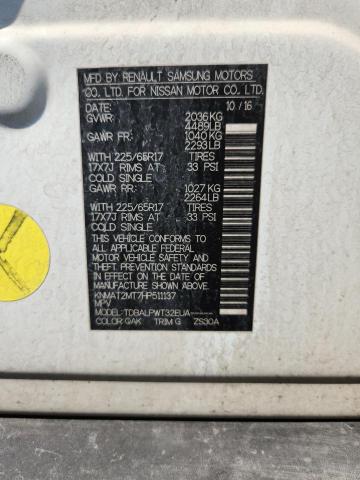 MFD BY RENAULT SAMSUNG MOTORS
CO. LTD. FOR NISSAN MOTOR CO. LTD.
DATE: 10 / 16
GVWR: 2036 KG
4489 LB
GAWR FR: 1040 KG
2293 LB
WITH 225/65R17 TIRES
17X7J RIMS AT 33 PSI
COLD SINGLE
GAWR RR: 1027 KG
2264 LB
WITH 225/65R17 TIRES
17X7J RIMS AT 33 PSI
COLD SINGLE
THIS VEHICLE CONFORMS TO
ALL APPLICABLE FEDERAL
MOTOR VEHICLE SAFETY, BUMPER
AND THEFT PREVENTION
STANDARDS IN EFFECT ON THE
DATE OF MANUFACTURE
SHOWN ABOVE.
KNMAT2MT7HP511137
MPV
MODEL: TDBALPWT32EUA
COLOR: QAK TRIM: G ZS30A